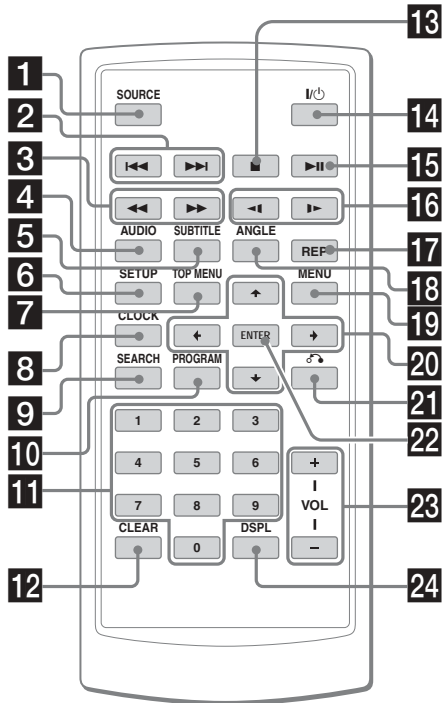 13
1 SOURCE I/⏻ 14
2 ⏮ ⏭ ■ ▶II 15
3 ◀◀ ▶▶ ◀I I▶ 16
4 AUDIO SUBTITLE ANGLE
5 REP 17
6 SETUP TOP MENU MENU 18
7 ↑ 19
8 CLOCK ← ENTER → 20
9 SEARCH PROGRAM ↓ 21
10 22
11 1 2 3
4 5 6 +
VOL 23
7 8 9 −
CLEAR 0 DSPL
12 24